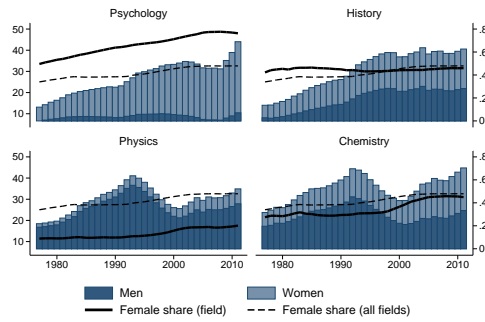 Psychology
History
50
40
30
20
10
.8
.6
.4
.2
0
Physics
Chemistry
50
40
30
20
10
.8
.6
.4
.2
0
1980 1990 2000 2010
1980 1990 2000 2010
Men Women
Female share (field) Female share (all fields)